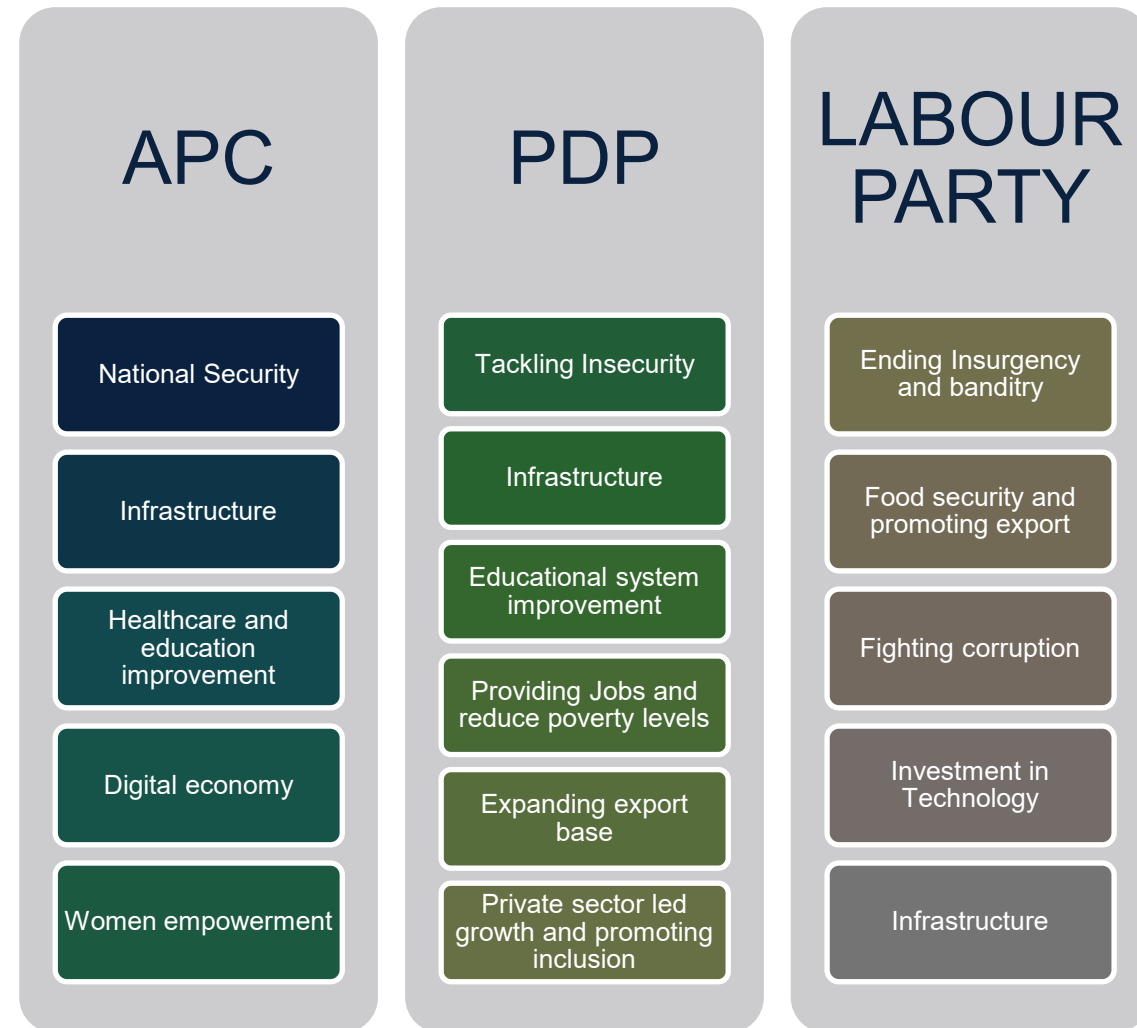 APC
National Security
Infrastructure
Healthcare and
education
improvement
Digital economy
Women empowerment
PDP
Tackling Insecurity
Infrastructure
Educational system
improvement
Providing Jobs and
reduce poverty levels
Expanding export
base
Private sector led
growth and promoting
inclusion
LABOUR
PARTY
Ending Insurgency
and banditry
Food security and
promoting export
Fighting corruption
Investment in
Technology
Infrastructure